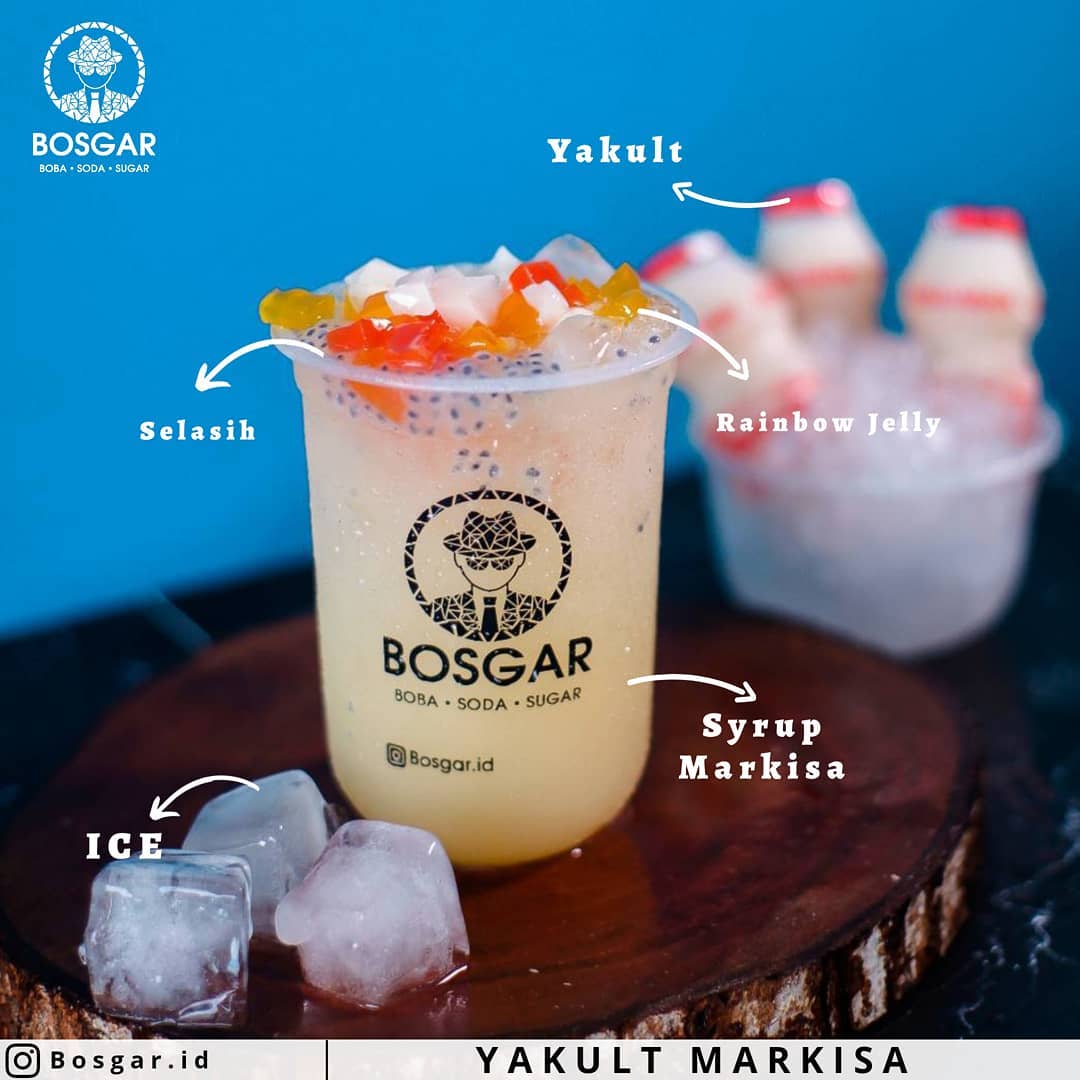 BOSGAR
BOBA • SODA • SUGAR
Yakult
Selasih
Rainbow Jelly
BOSGAR
BOBA • SODA • SUGAR
Bosgar.id
Syrup
Markisa
ICE
Bosgar.id
YAKULT MARKISA